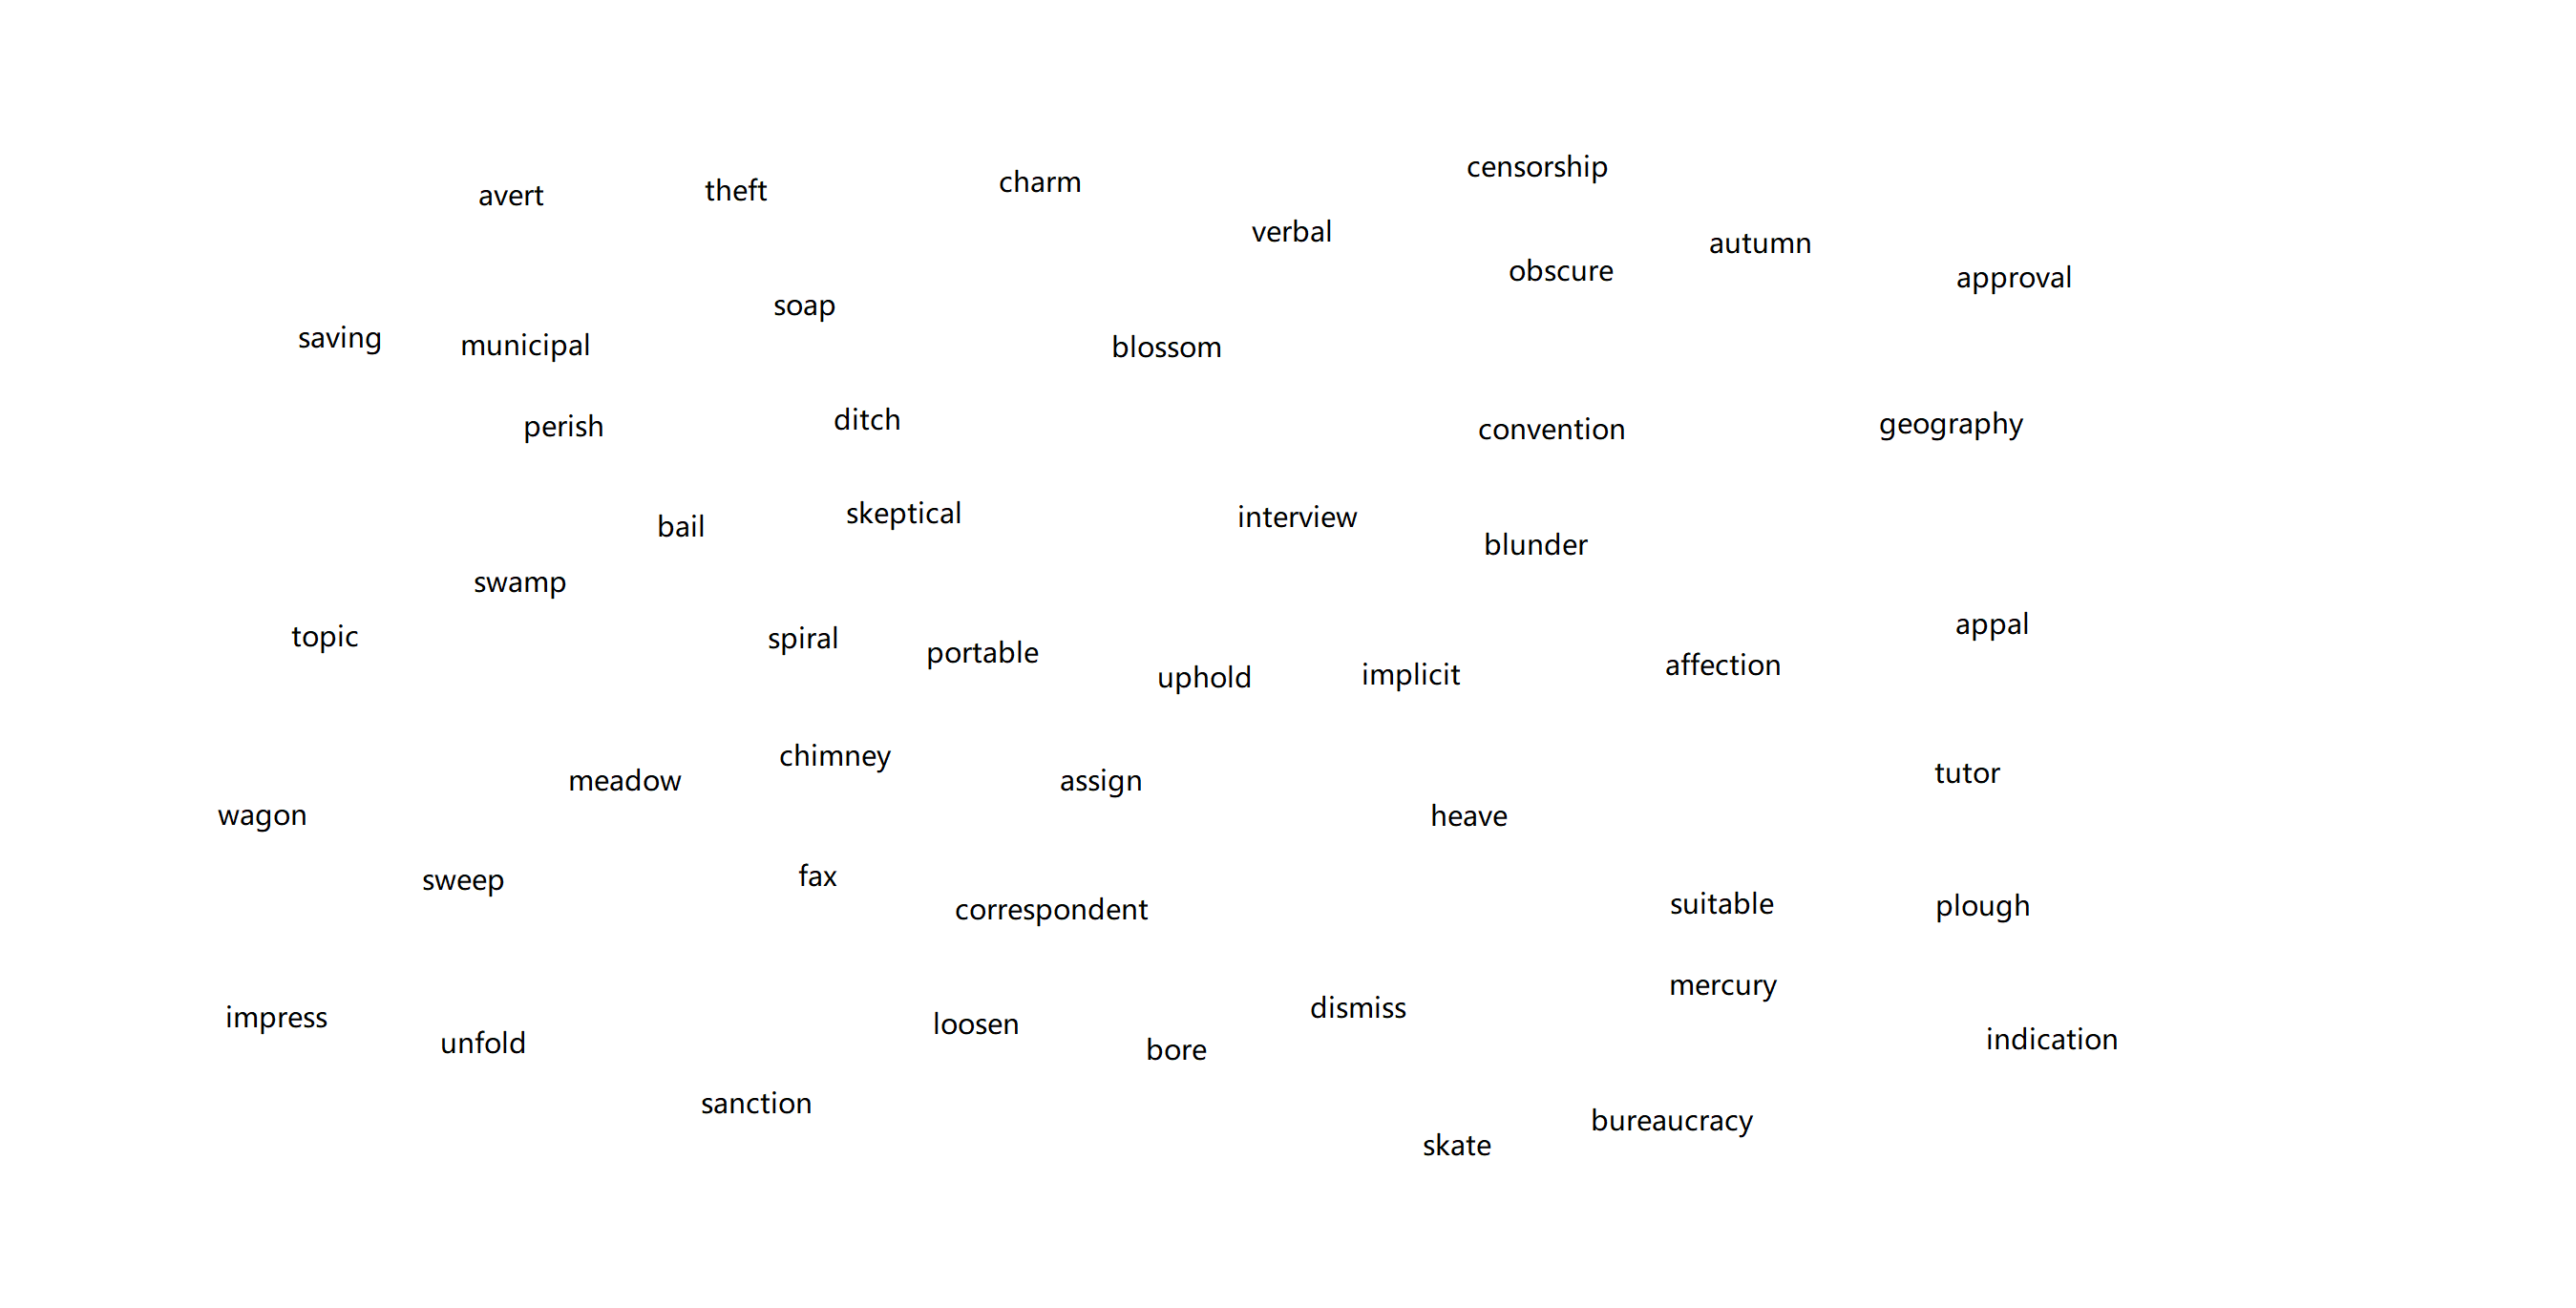 censorship
charm
theft
avert
verbal
autumn
obscure
approval
soap
saving
municipal
blossom
ditch
geography
perish
convention
skeptical
interview
bail
blunder
swamp
appal
topic
spiral
portable
affection
implicit
uphold
chimney
tutor
meadow
assign
wagon
heave
fax
sweep
suitable
plough
correspondent
mercury
dismiss
impress
loosen
indication
unfold
bore
sanction
bureaucracy
skate